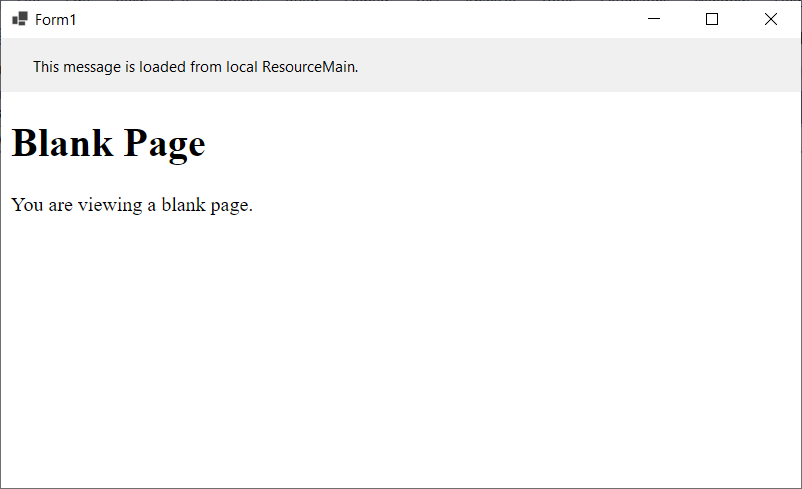 Form1
This message is loaded from local ResourceMain.
Blank Page
You are viewing a blank page.